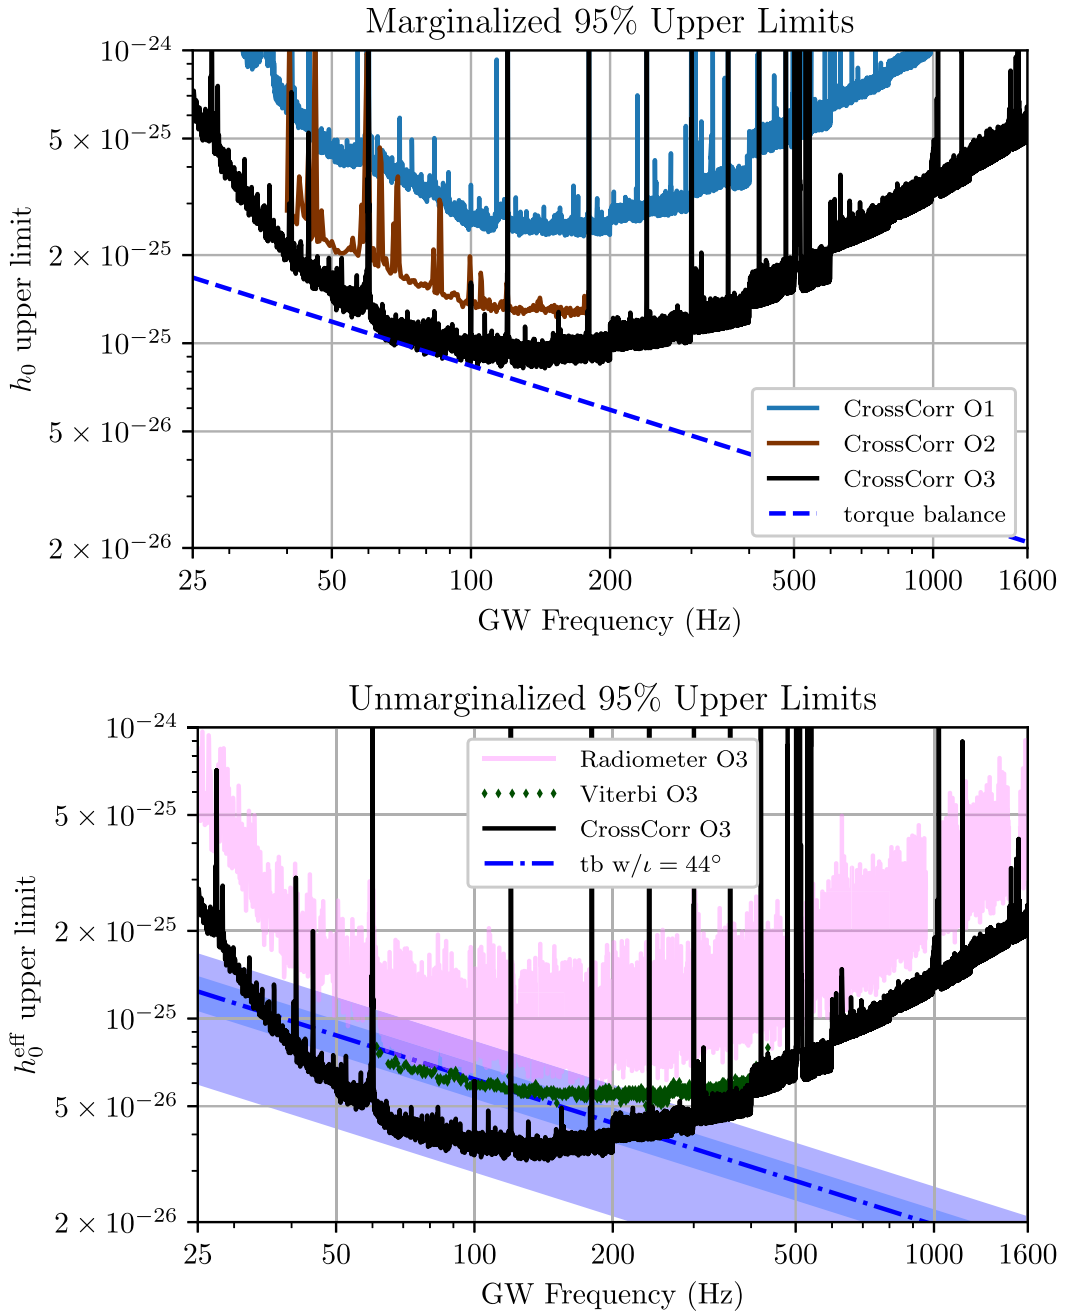 Marginalized 95% Upper Limits
10⁻²⁴
5 × 10⁻²⁵
2 × 10⁻²⁵
10⁻²⁵
5 × 10⁻²⁶
2 × 10⁻²⁶
h₀ upper limit
CrossCorr O1
CrossCorr O2
CrossCorr O3
torque balance
25 50 100 200 500 1000 1600
GW Frequency (Hz)
Unmarginalized 95% Upper Limits
10⁻²⁴
5 × 10⁻²⁵
2 × 10⁻²⁵
10⁻²⁵
5 × 10⁻²⁶
2 × 10⁻²⁶
h₀ᵉᶠᶠ upper limit
Radiometer O3
Viterbi O3
CrossCorr O3
tb w/ι = 44°
25 50 100 200 500 1000 1600
GW Frequency (Hz)